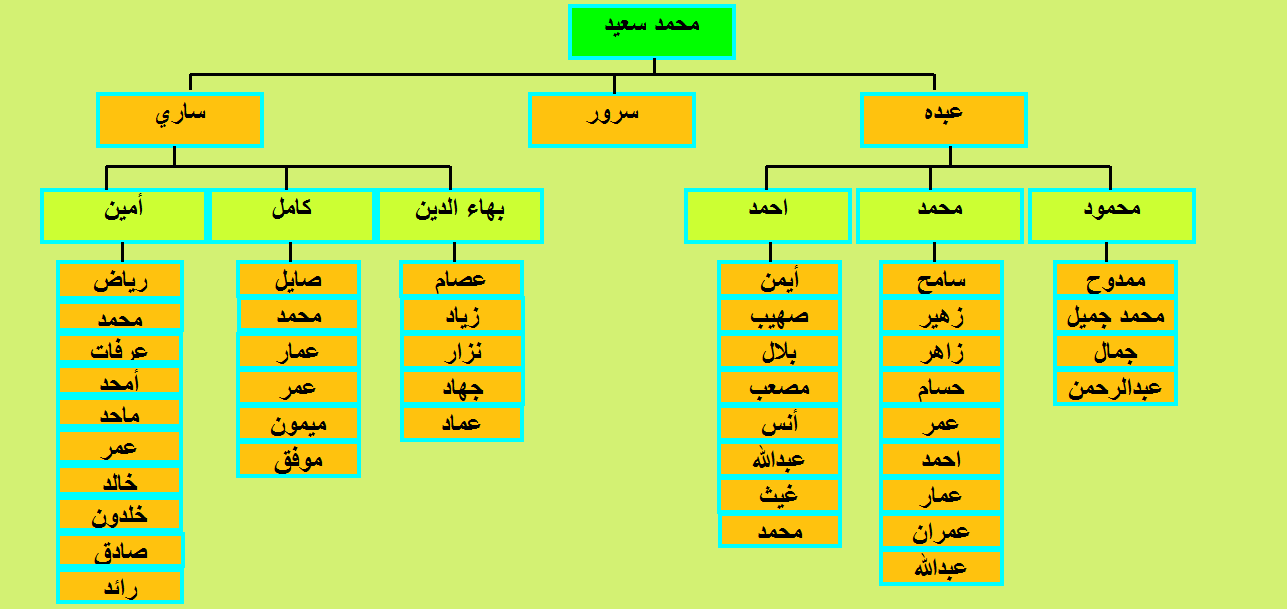 محمد سعيد
عبده
سرور
ساري
محمود
محمد
احمد
بهاء الدين
كامل
أمين
ممدوح
محمد جميل
جمال
عبدالرحمن
سامح
زهير
زاهر
حسام
عمر
احمد
عمار
عمران
عبدالله
أيمن
صهيب
بلال
مصعب
أنس
عبدالله
غيث
محمد
عصام
زياد
نزار
جهاد
عماد
صايل
محمد
عمار
عمر
ميمون
موفق
رياض
محمد
عرفات
أمجد
ماجد
عمر
خالد
خلدون
صادق
رائد